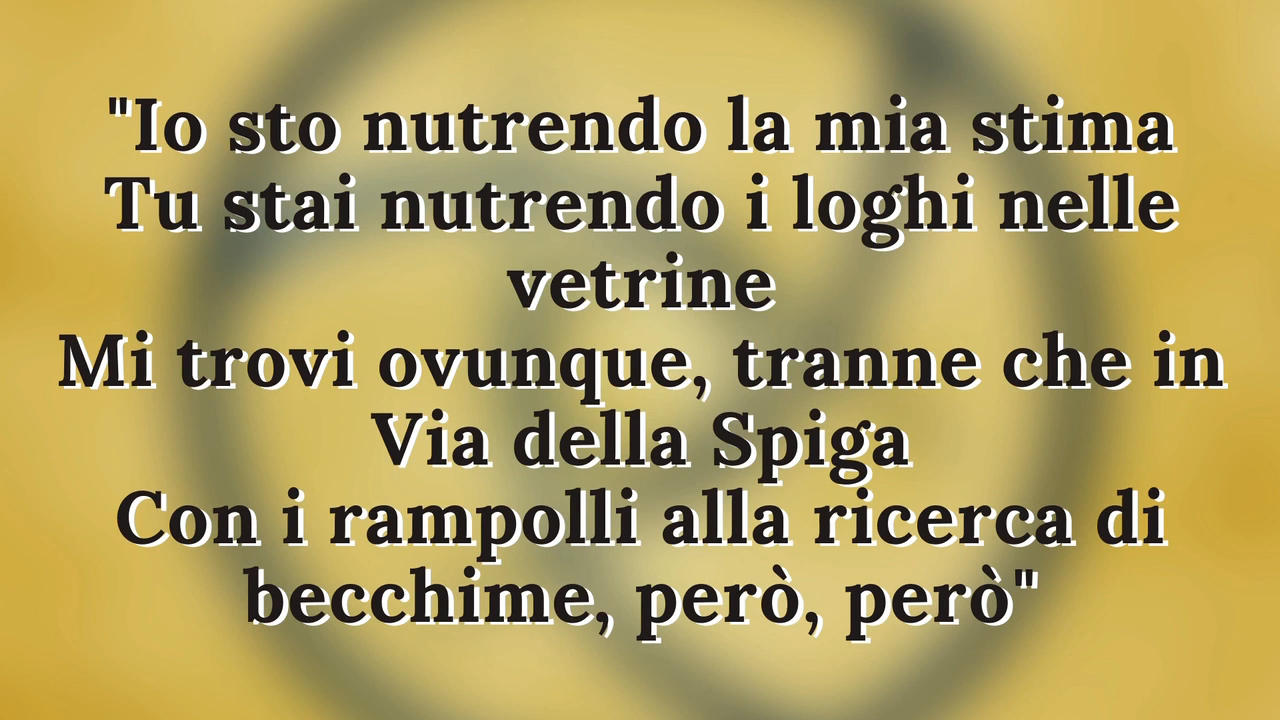 "Io sto nutrendo la mia stima
Tu stai nutrendo i loghi nelle
vetrine
Mi trovi ovunque, tranne che in
Via della Spiga
Con i rampolli alla ricerca di
becchime, però, però"